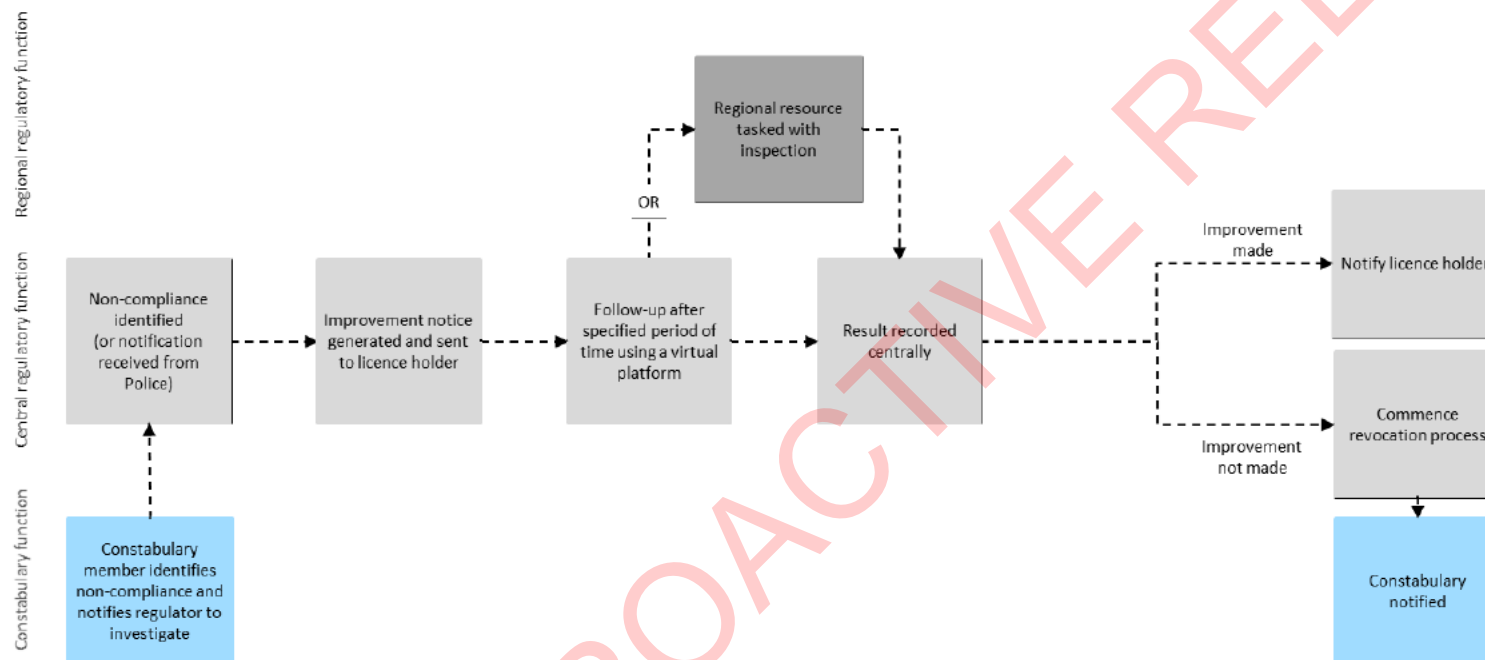 Regional regulatory function
Regional resource
tasked with
inspection
OR
Central regulatory function
Non-compliance
identified
(or notification
received from
Police)
Improvement notice
generated and sent
to licence holder
Follow-up after
specified period of
time using a virtual
platform
Result recorded
centrally
Improvement
made
Notify licence holder
Improvement
not made
Commence
revocation process
Constabulary function
Constabulary
member identifies
non-compliance and
notifies regulator to
investigate
Constabulary
notified
ROACTIVE REL